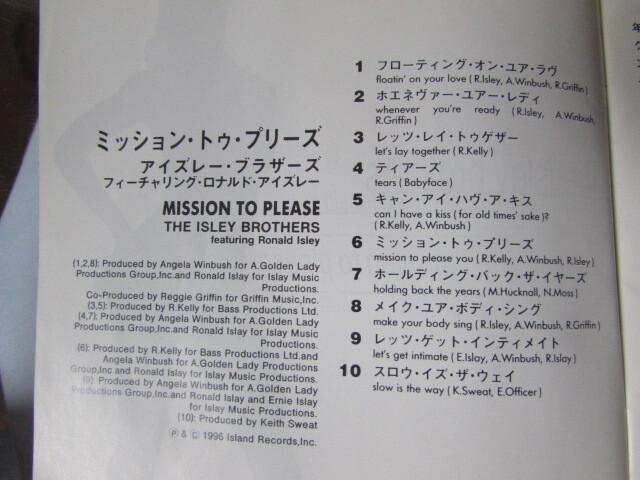 ミッション・トゥ・プリーズ
アイズレー・ブラザーズ
フィーチャリング・ロナルド・アイズレー
MISSION TO PLEASE
THE ISLEY BROTHERS
featuring Ronald Isley
(1,2,8): Produced by Angela Winbush for A.Golden Lady
Productions Group,Inc.and Ronald Islay for Islay Music
Productions.
Co-Produced by Reggie Griffin for Griffin Music,Inc.
(3,5): Produced by R.Kelly for Bass Productions Ltd.
(4,7): Produced by Angela Winbush for A.Golden Lady
Productions Group,Inc.and Ronald Islay for Islay Music
Productions.
(6): Produced by R.Kelly for Bass Productions Ltd.and
Angela Winbush for A.Golden Lady Productions
Group,Inc.and Ronald Islay for Islay Music Productions.
(9): Produced by Angela Winbush for A.Golden Lady
Productions Group,Inc.and Ronald Islay and Ernie Islay
for Islay Music Productions.
(10): Produced by Keith Sweat
Ⓟ & Ⓒ 1996 Island Records,Inc.
1 フローティング・オン・ユア・ラヴ
floatin' on your love ( R.Isley, A.Winbush, R.Griffin )
2 ホエネヴァー・ユアー・レディ
whenever you're ready ( R.Isley, A.Winbush,
R.Griffin )
3 レッツ・レイ・トゥゲザー
let's lay together ( R.Kelly )
4 ティアーズ
tears ( Babyface )
5 キャン・アイ・ハヴ・ア・キス
can I have a kiss ( for old times' sake )?
( R.Kelly, A.Winbush )
6 ミッション・トゥ・プリーズ
mission to please you ( R.Kelly, A.Winbush, R.Isley )
7 ホールディング・バック・ザ・イヤーズ
holding back the years ( M.Hucknall, N.Moss )
8 メイク・ユア・ボディ・シング
make your body sing ( R.Isley, A.Winbush, R.Griffin )
9 レッツ・ゲット・インティメイト
let's get intimate ( E.Islay, A.Winbush, R.Islay )
10 スロウ・イズ・ザ・ウェイ
slow is the way ( K.Sweat, E.Officer )